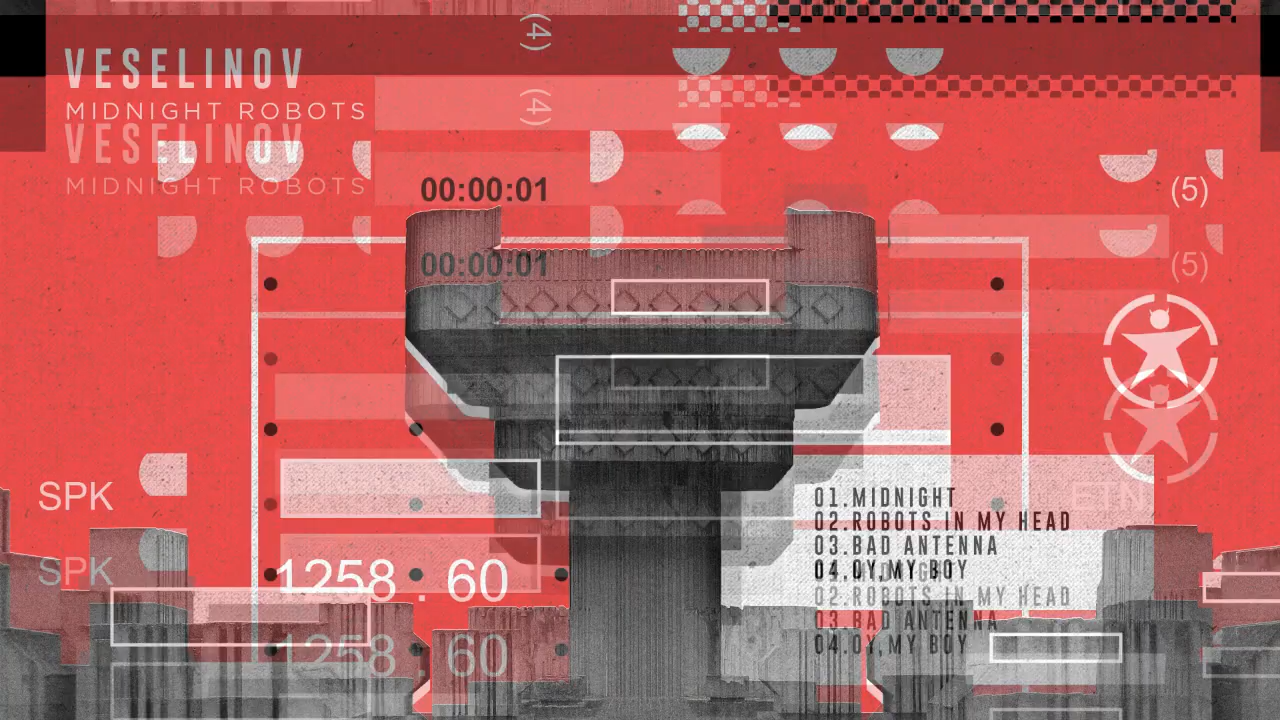 (4)
VESELINOV
MIDNIGHT ROBOTS
(4)
VESELINOV
MIDNIGHT ROBOTS
00:00:01
(5)
00:00:01
(5)
SPK
ETN
01.MIDNIGHT
02.ROBOTS IN MY HEAD
03.BAD ANTENNA
04.OY,MY BOY
SPK
1258 . 60
02.ROBOTS IN MY HEAD
03.BAD ANTENNA
04.OY,MY BOY
1258 . 60